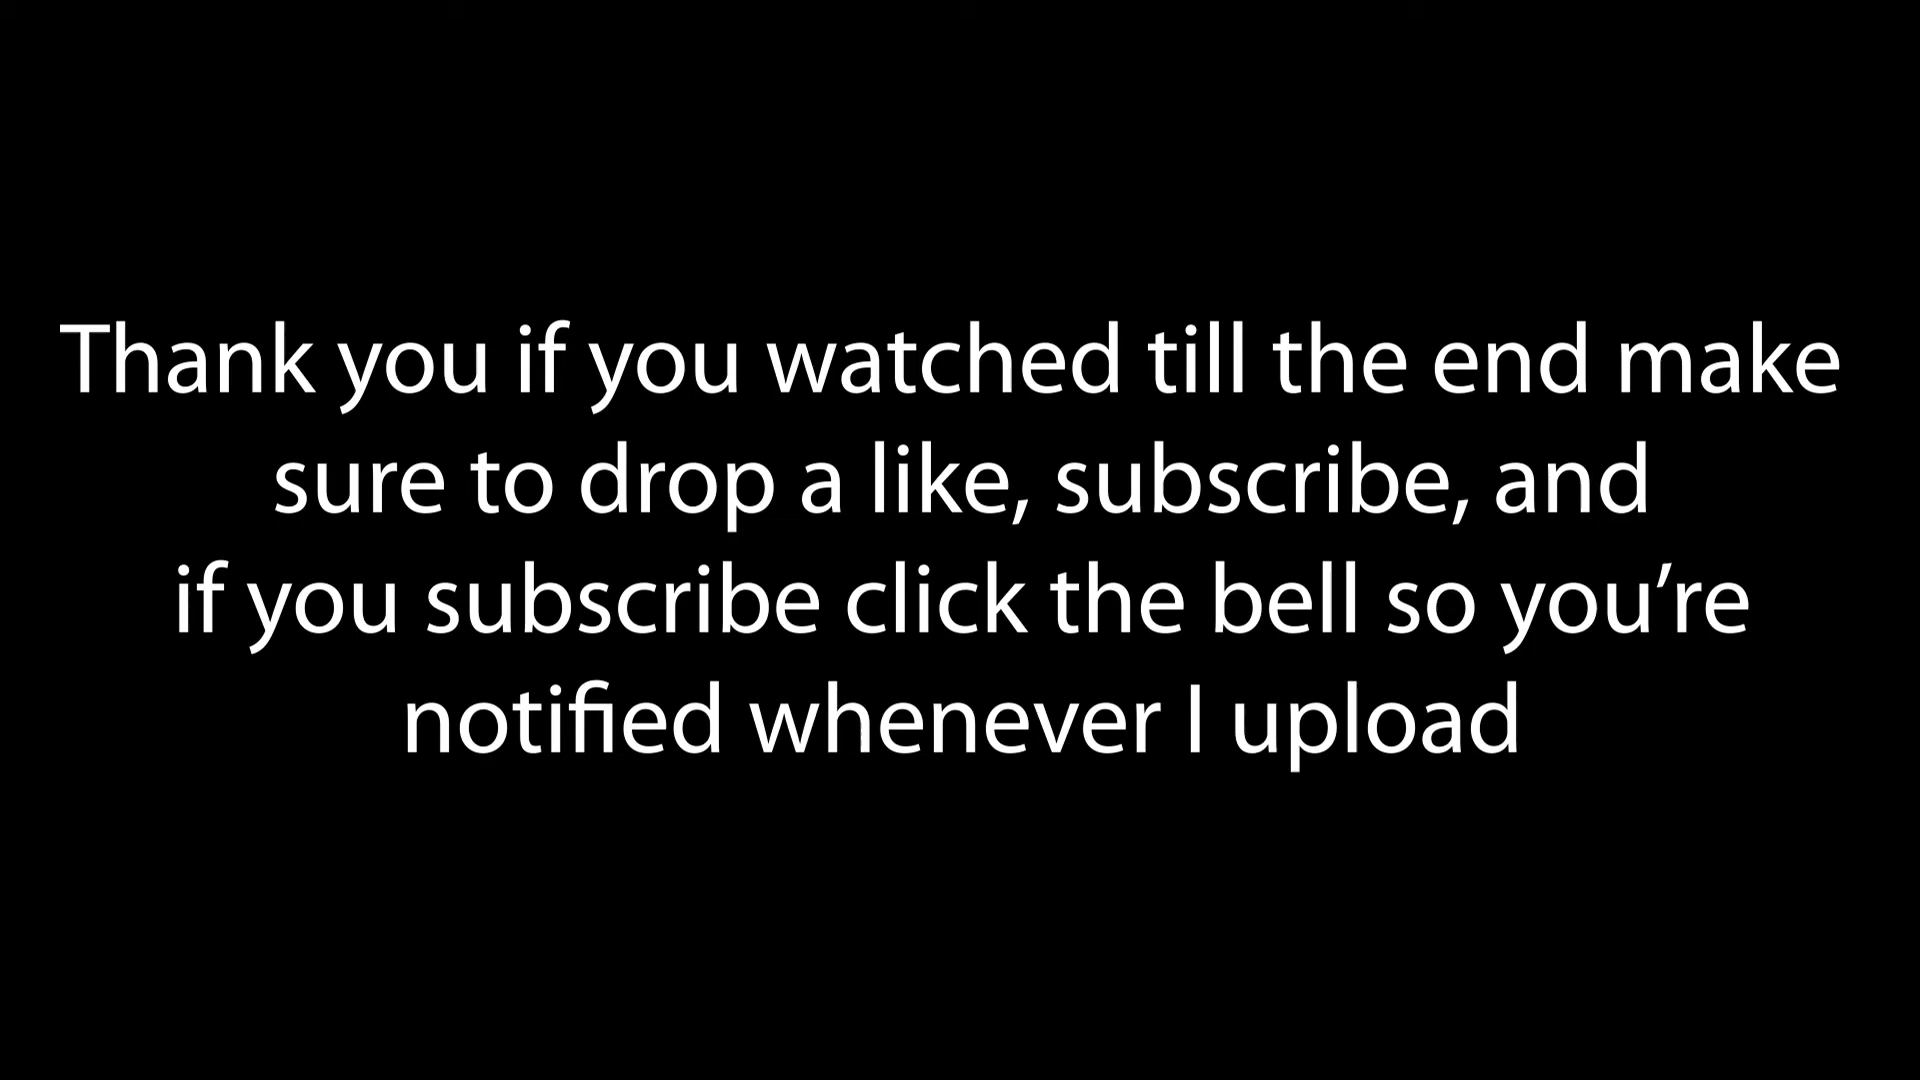 Thank you if you watched till the end make
sure to drop a like, subscribe, and
if you subscribe click the bell so you’re
notified whenever I upload